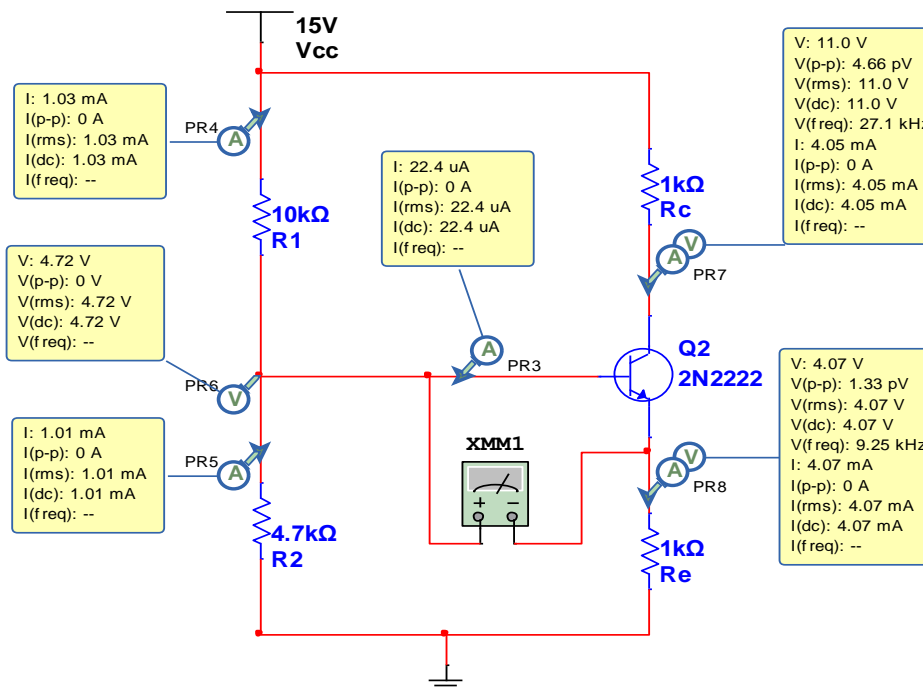 15V
Vcc
I: 1.03 mA
I(p-p): 0 A
I(rms): 1.03 mA
I(dc): 1.03 mA
I(freq): --
PR4
A
10kΩ
R1
I: 22.4 uA
I(p-p): 0 A
I(rms): 22.4 uA
I(dc): 22.4 uA
I(freq): --
A
PR3
1kΩ
Rc
V: 11.0 V
V(p-p): 4.66 pV
V(rms): 11.0 V
V(dc): 11.0 V
V(freq): 27.1 kHz
I: 4.05 mA
I(p-p): 0 A
I(rms): 4.05 mA
I(dc): 4.05 mA
I(freq): --
A V
PR7
V: 4.72 V
V(p-p): 0 V
V(rms): 4.72 V
V(dc): 4.72 V
V(freq): --
PR6
V
Q2
2N2222
I: 1.01 mA
I(p-p): 0 A
I(rms): 1.01 mA
I(dc): 1.01 mA
I(freq): --
PR5
A
4.7kΩ
R2
XMM1
+ −
V: 4.07 V
V(p-p): 1.33 pV
V(rms): 4.07 V
V(dc): 4.07 V
V(freq): 9.25 kHz
I: 4.07 mA
I(p-p): 0 A
I(rms): 4.07 mA
I(dc): 4.07 mA
I(freq): --
A V
PR8
1kΩ
Re